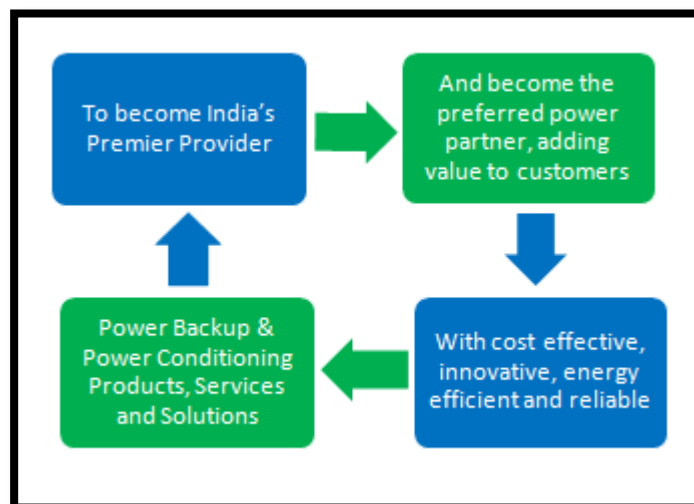 To become India's
Premier Provider
And become the
preferred power
partner, adding
value to customers
With cost effective,
innovative, energy
efficient and reliable
Power Backup &
Power Conditioning
Products, Services
and Solutions